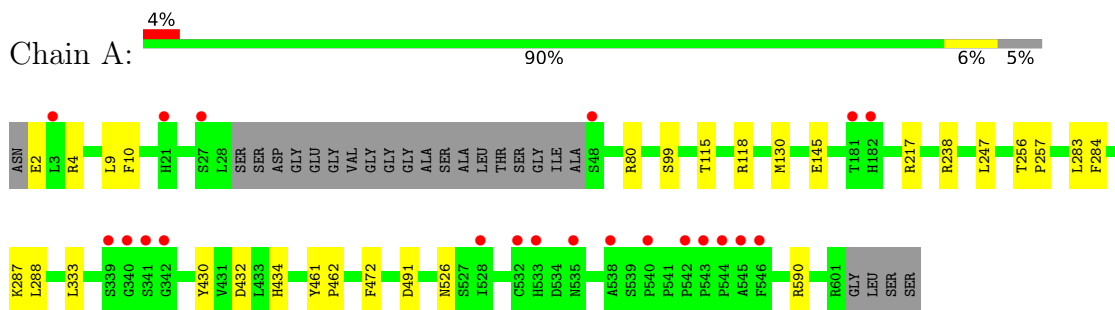 4%
Chain A:
90% 6% 5%
ASN E2 L3 R4 L9 F10 H21 S27 L28 SER SER ASP GLY GLU GLY VAL GLY GLY GLY ALA SER ALA LEU THR SER GLY ILE ALA S48 R80 S99 T115 R118 M130 E145 T181 H182 R217 R238 L247 T256 P257 L283 F284
K287 L288 L333 S339 G340 S341 G342 Y430 V431 D432 L433 H434 Y461 P462 F472 D491 N526 S527 I528 C532 H533 D534 N535 A538 S539 P540 P542 P543 P544 A545 F546 R590 R601 GLY LEU SER SER